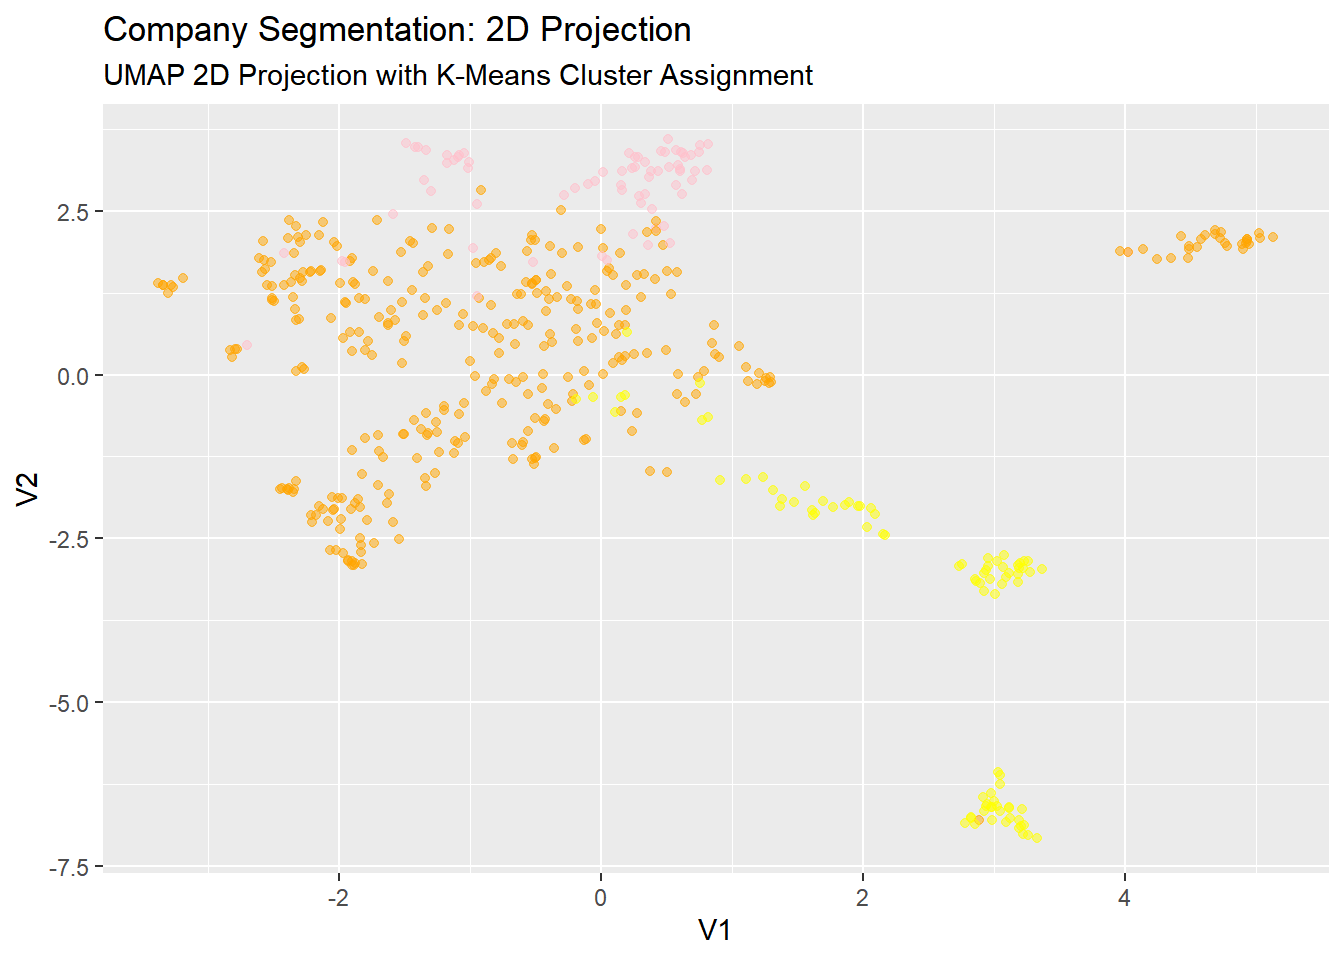 Company Segmentation: 2D Projection
UMAP 2D Projection with K-Means Cluster Assignment
2.5
0.0
-2.5
-5.0
-7.5
V2
-2
0
2
4
V1